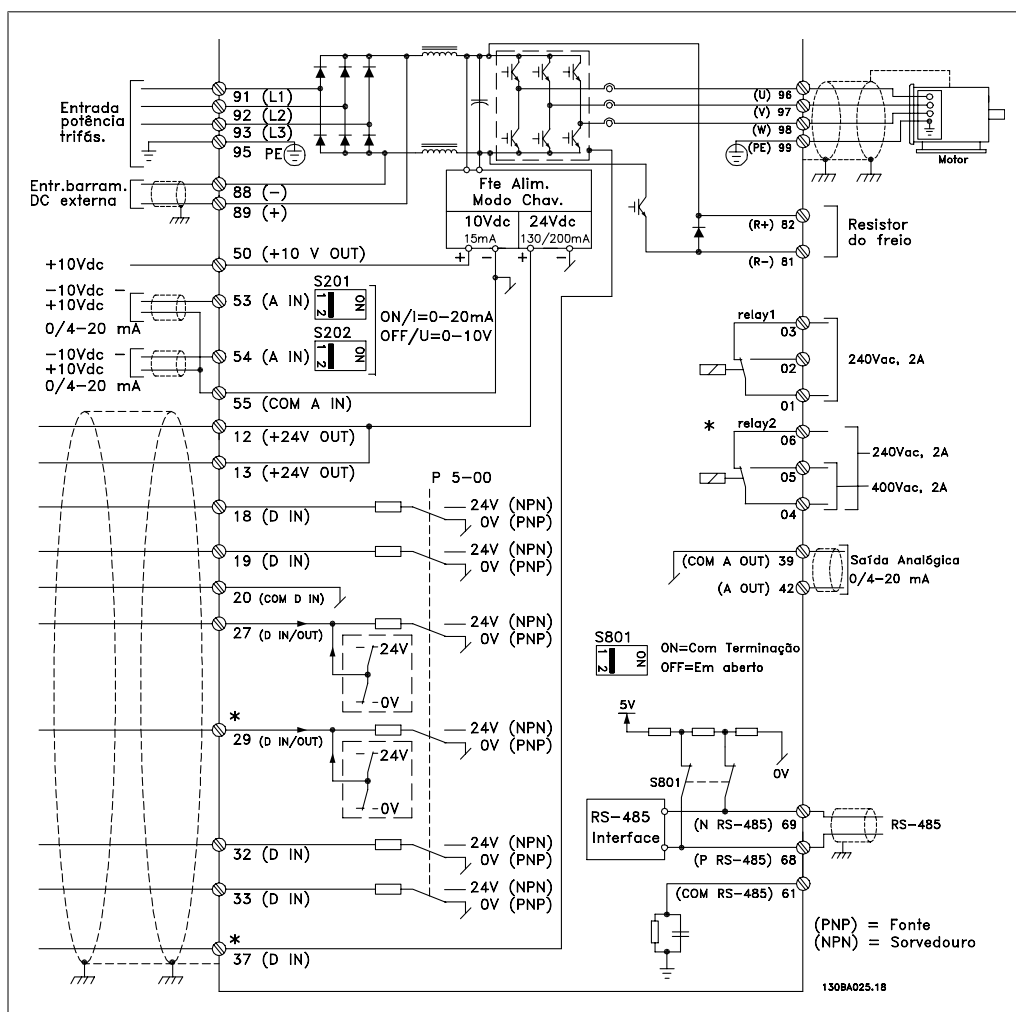 Entrada
potência
trifás.
91 (L1)
92 (L2)
93 (L3)
95 PE
Entr.barram.
DC externa
88 (-)
89 (+)
+10Vdc
50 (+10 V OUT)
-10Vdc -
+10Vdc
0/4-20 mA
53 (A IN)
S201
1 2
ON
ON/I=0-20mA
OFF/U=0-10V
-10Vdc -
+10Vdc
0/4-20 mA
54 (A IN)
S202
1 2
ON
55 (COM A IN)
12 (+24V OUT)
13 (+24V OUT)
P 5-00
18 (D IN)
24V (NPN)
0V (PNP)
19 (D IN)
24V (NPN)
0V (PNP)
20 (COM D IN)
27 (D IN/OUT)
24V (NPN)
0V (PNP)
24V
0V
*
29 (D IN/OUT)
24V (NPN)
0V (PNP)
24V
0V
32 (D IN)
24V (NPN)
0V (PNP)
33 (D IN)
24V (NPN)
0V (PNP)
*
37 (D IN)
Fte Alim.
Modo Chav.
10Vdc
15mA
24Vdc
130/200mA
+ - + -
(U) 96
(V) 97
(W) 98
(PE) 99
Motor
(R+) 82
(R-) 81
Resistor
do freio
relay1
03
02
01
240Vac, 2A
*
relay2
06
05
04
240Vac, 2A
400Vac, 2A
(COM A OUT) 39
(A OUT) 42
Saída Analógica
0/4-20 mA
S801
1 2
ON
ON=Com Terminação
OFF=Em aberto
5V
S801
0V
RS-485
Interface
(N RS-485) 69
(P RS-485) 68
RS-485
(COM RS-485) 61
(PNP) = Fonte
(NPN) = Sorvedouro
130BA025.18